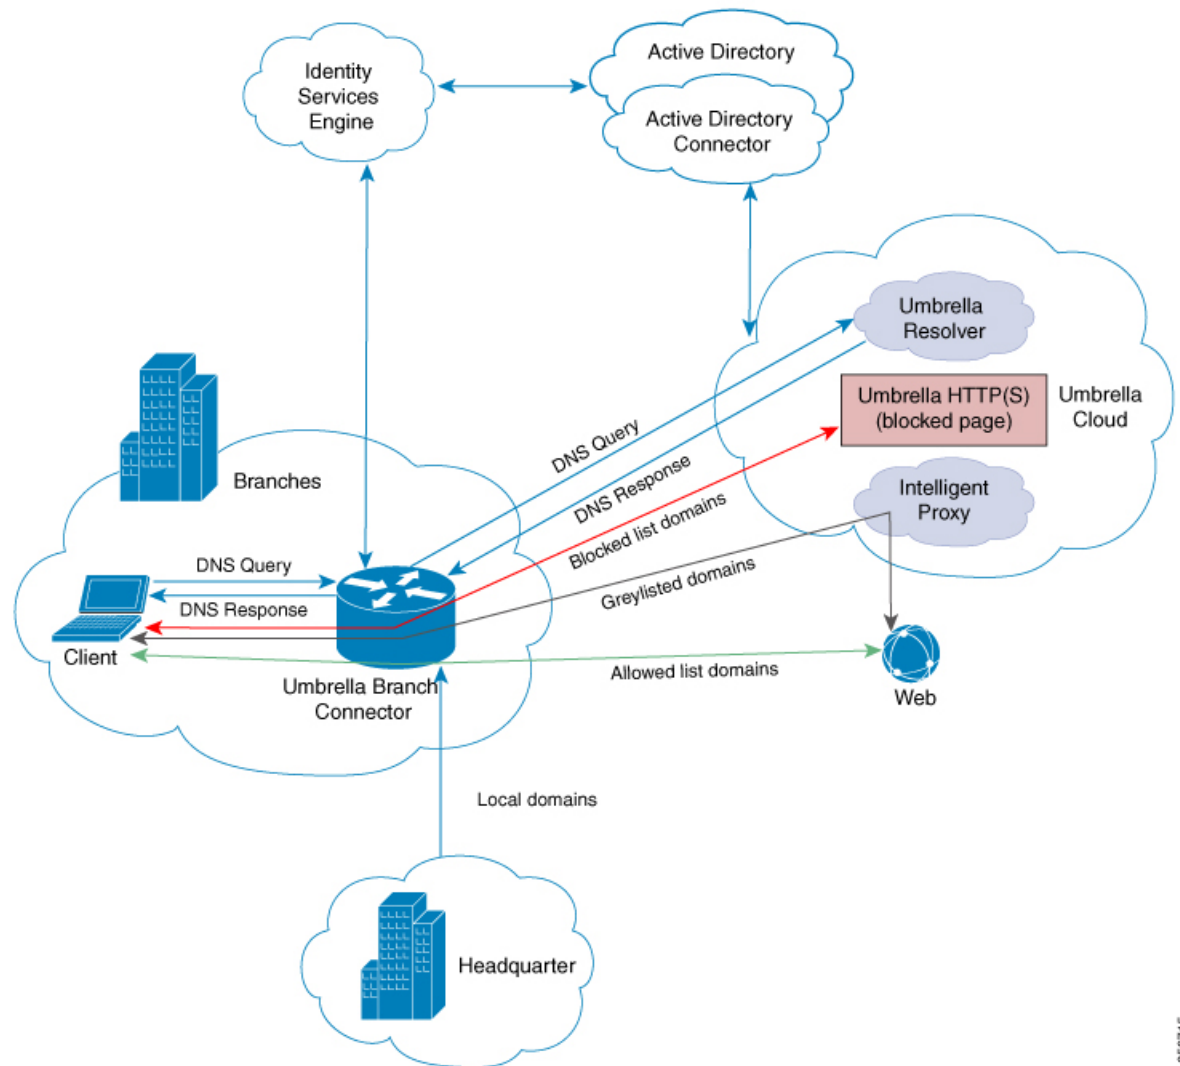 Identity
Services
Engine
Active Directory
Active Directory
Connector
Umbrella
Resolver
Umbrella HTTP(S)
(blocked page)
Umbrella
Cloud
Intelligent
Proxy
DNS Query
DNS Response
Blocked list domains
Greylisted domains
Branches
DNS Query
DNS Response
Client
Umbrella Branch
Connector
Allowed list domains
Web
Local domains
Headquarter